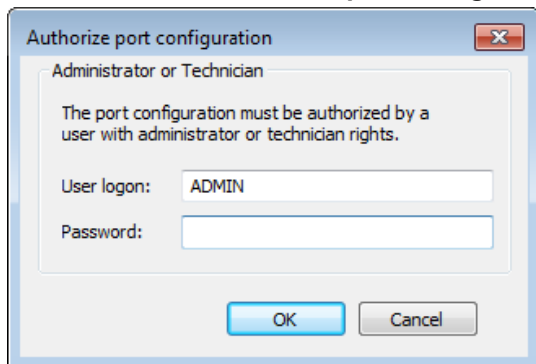 Authorize port configuration
Administrator or Technician
The port configuration must be authorized by a
user with administrator or technician rights.
User logon: ADMIN
Password:
OK Cancel